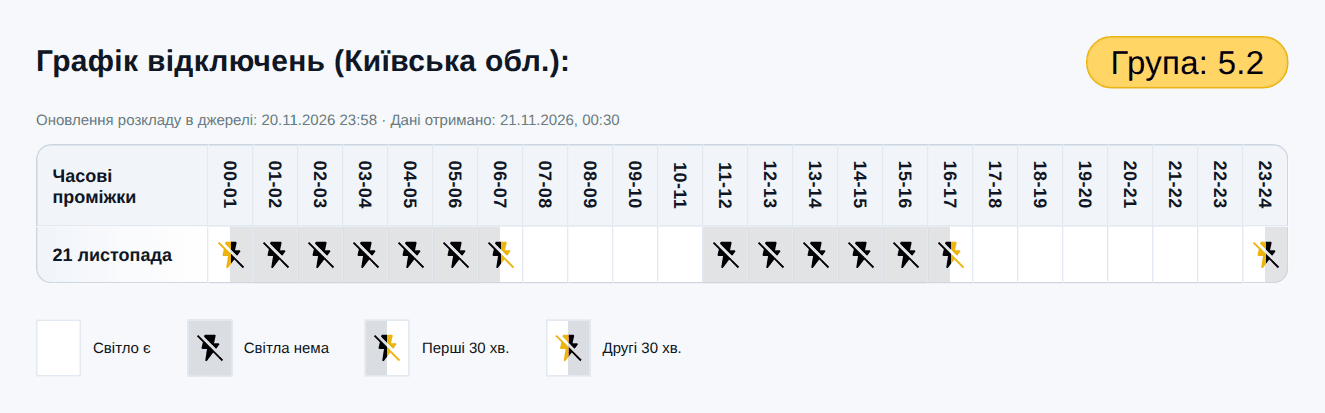 Графік відключень (Київська обл.):
Група: 5.2
Оновлення розкладу в джерелі: 20.11.2026 23:58 · Дані отримано: 21.11.2026, 00:30
Часові
проміжки
00-01
01-02
02-03
03-04
04-05
05-06
06-07
07-08
08-09
09-10
10-11
11-12
12-13
13-14
14-15
15-16
16-17
17-18
18-19
19-20
20-21
21-22
22-23
23-24
21 листопада
Світло є
Світла нема
Перші 30 хв.
Другі 30 хв.